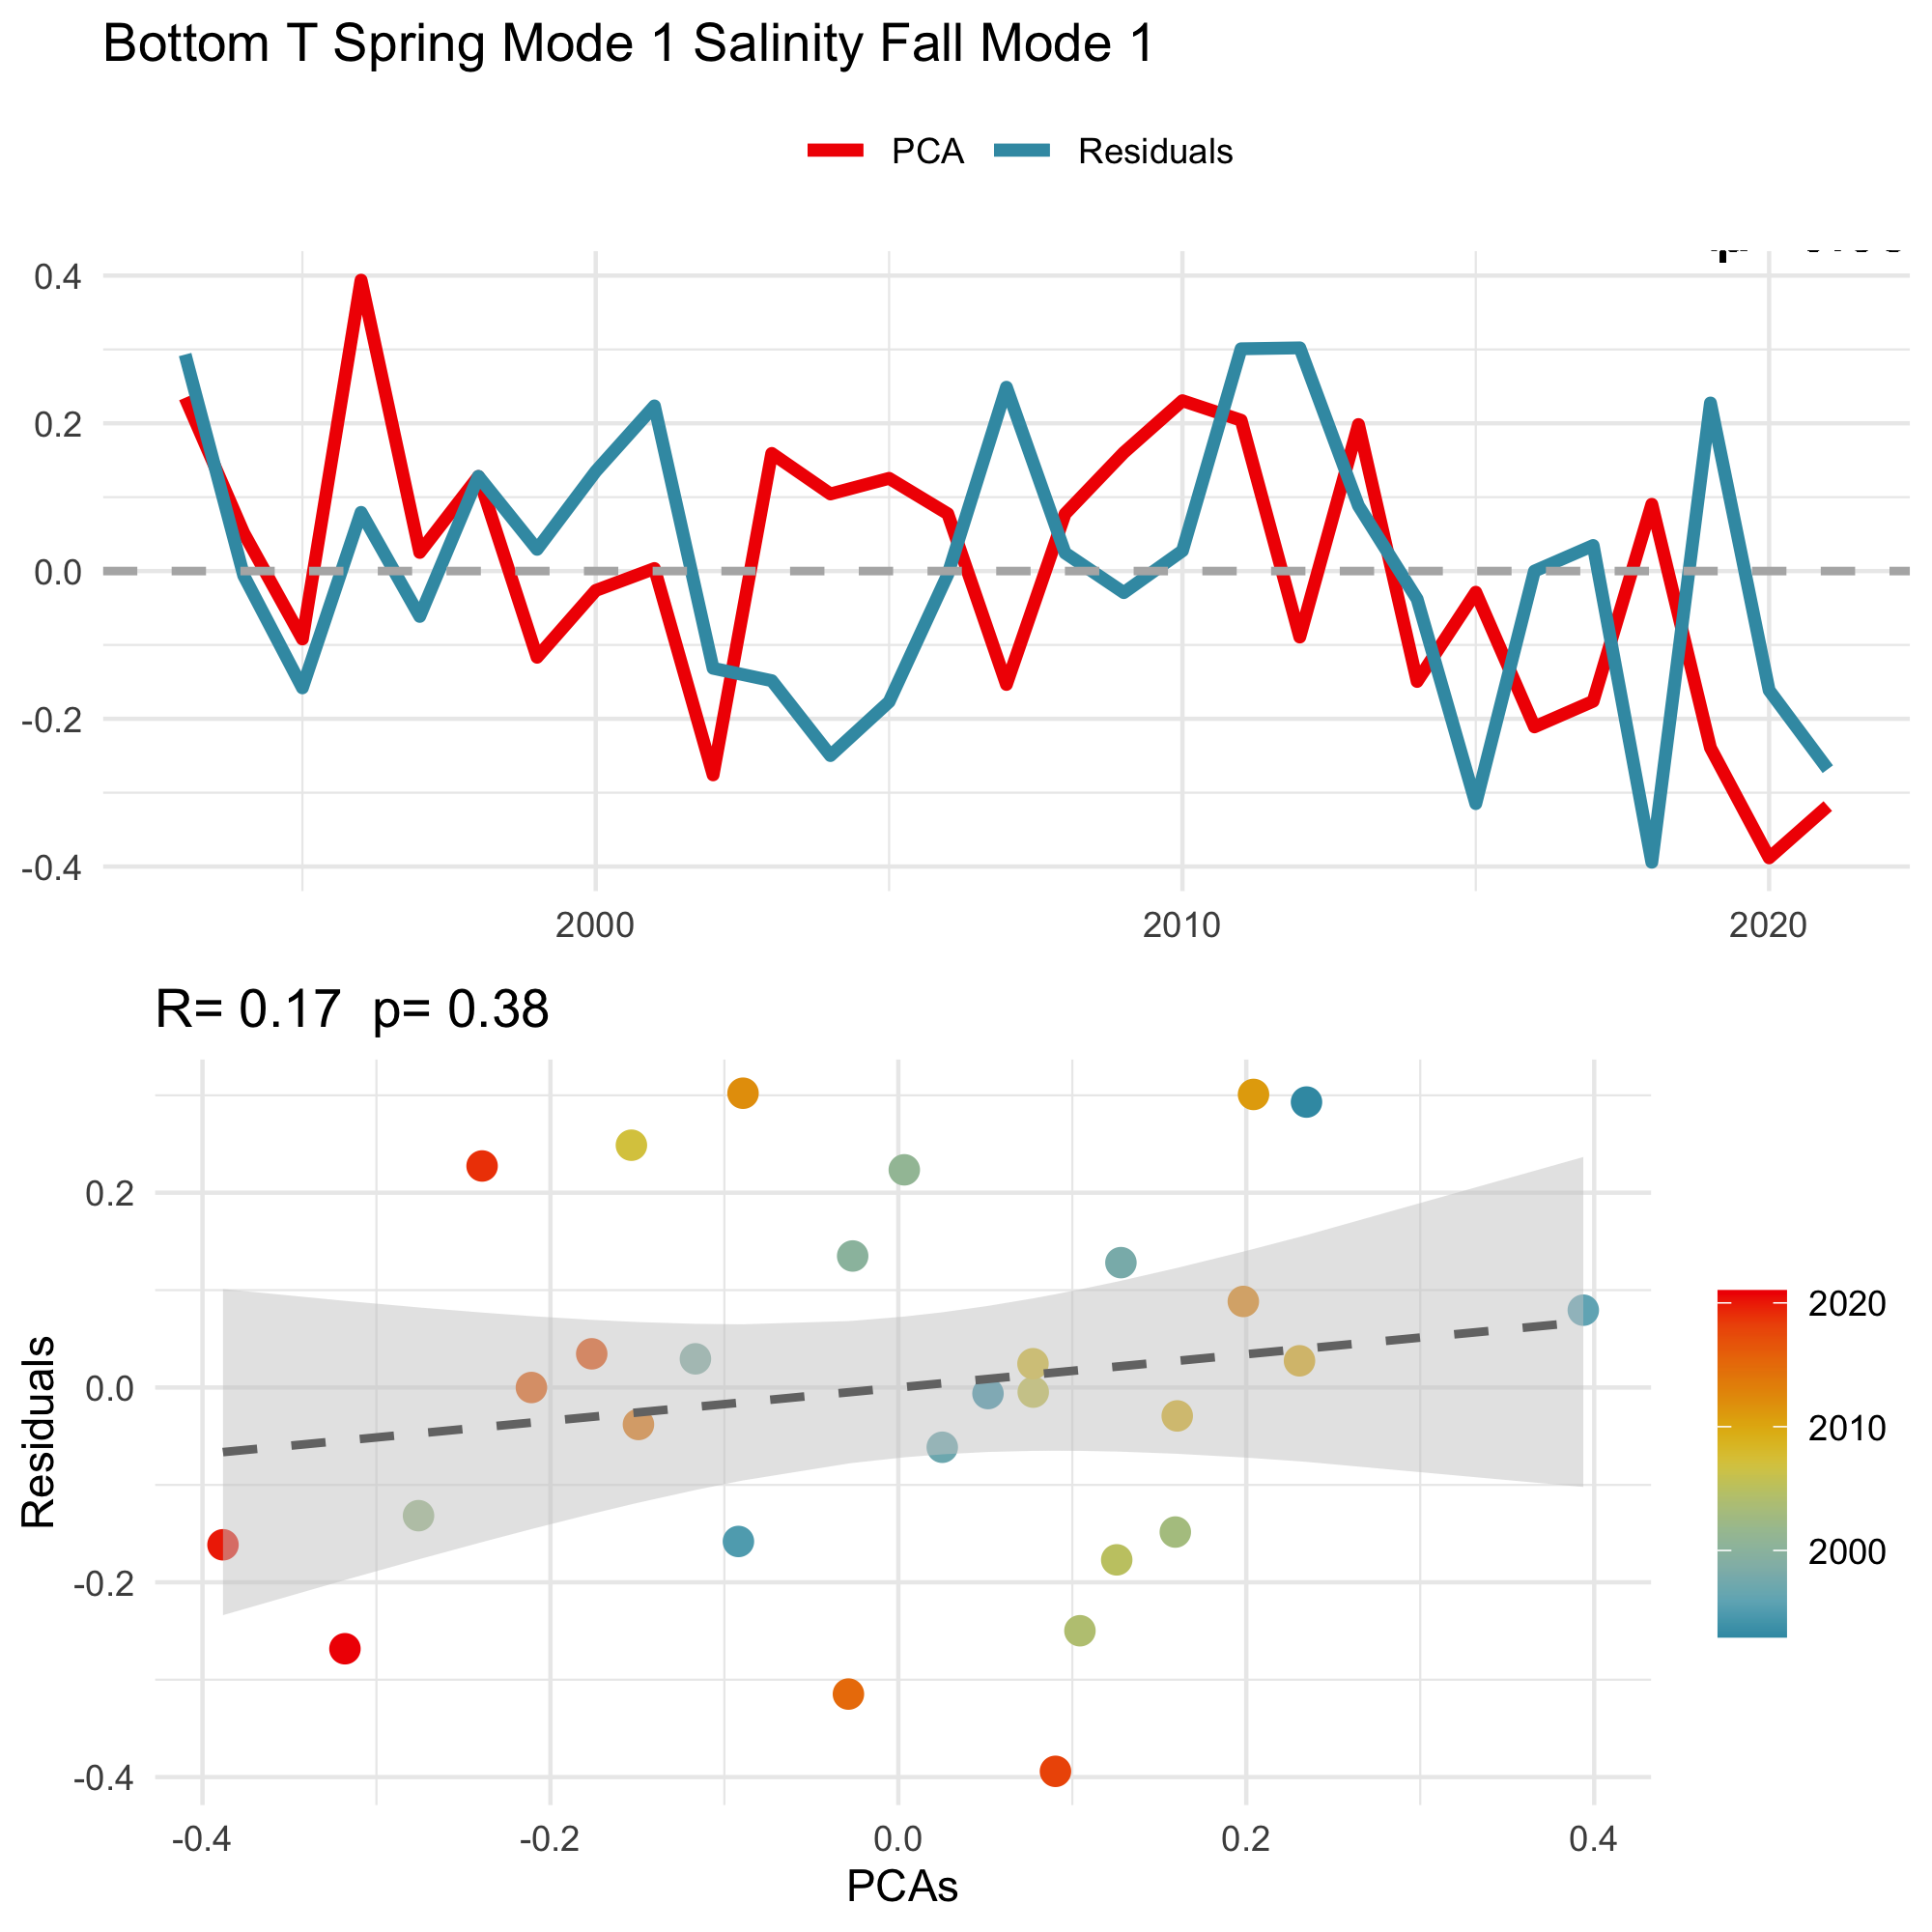 Bottom T Spring Mode 1 Salinity Fall Mode 1
PCA Residuals
0.4
0.2
0.0
-0.2
-0.4
2000 2010 2020
R= 0.17 p= 0.38
Residuals
0.2
0.0
-0.2
-0.4
-0.4 -0.2 0.0 0.2 0.4
PCAs
2020
2010
2000